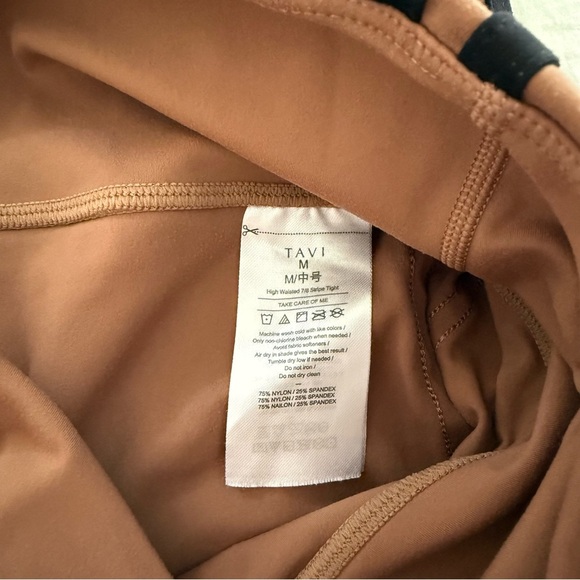 TAVI
M
M/中号
High Waisted 7/8 Stripe Tight
TAKE CARE OF ME
Machine wash cold with like colors /
Only non-chlorine bleach when needed /
Avoid fabric softeners /
Air dry in shade gives the best result /
Tumble dry low if needed /
Do not iron /
Do not dry clean
–
75% NYLON / 25% SPANDEX
75% NYLON / 25% SPANDEX
75% NAILON / 25% SPANDEX